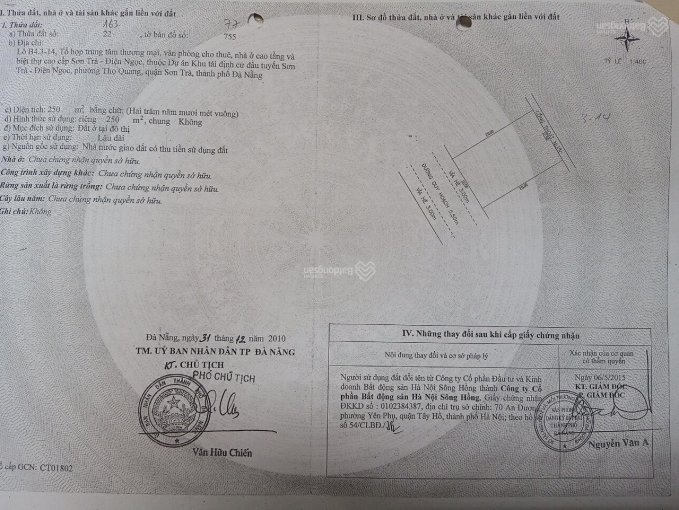 I. Thửa đất, nhà ở và tài sản khác gắn liền với đất
1. Thửa đất: 163 77
a) Thửa đất số: 22, tờ bản đồ số: 755
b) Địa chỉ:
Lô B4.3-14, Tổ hợp trung tâm thương mại, văn phòng cho thuê, nhà ở cao tầng và
biệt thự cao cấp Sơn Trà - Điện Ngọc, thuộc Dự án Khu tái định cư đầu tuyến Sơn
Trà - Điện Ngọc, phường Thọ Quang, quận Sơn Trà, thành phố Đà Nẵng
c) Diện tích: 250 m², bằng chữ: (Hai trăm năm mươi mét vuông)
d) Hình thức sử dụng: riêng 250 m², chung Không
đ) Mục đích sử dụng: Đất ở tại đô thị
e) Thời hạn sử dụng: Lâu dài
g) Nguồn gốc sử dụng: Nhà nước giao đất có thu tiền sử dụng đất
Nhà ở: Chưa chứng nhận quyền sở hữu.
Công trình xây dựng khác: Chưa chứng nhận quyền sở hữu.
Rừng sản xuất là rừng trồng: Chưa chứng nhận quyền sở hữu.
Cây lâu năm: Chưa chứng nhận quyền sở hữu.
Ghi chú: Không
Đà Nẵng, ngày 31 tháng 12 năm 2010
TM. UỶ BAN NHÂN DÂN TP ĐÀ NẴNG
KT. CHỦ TỊCH
PHÓ CHỦ TỊCH
Văn Hữu Chiến
số cấp GCN: CT01802
III. Sơ đồ thửa đất, nhà ở và tài sản khác gắn liền với đất
batdongsan
TỶ LỆ 1:400
3-14
ĐƯỜNG QUY HOẠCH
VỈA HÈ 5.00m
VỈA HÈ 5.00m
batdongsan
IV. Những thay đổi sau khi cấp giấy chứng nhận
Nội dung thay đổi và cơ sở pháp lý
Xác nhận của cơ quan
có thẩm quyền
Người sử dụng đất đổi tên từ Công ty Cổ phần Đầu tư và Kinh
doanh Bất động sản Hà Nội Sông Hồng thành Công ty Cổ
phần Bất động sản Hà Nội Sông Hồng, Giấy chứng nhận
ĐKKD số : 0102384387, địa chỉ trụ sở chính: 70 An Dương,
phường Yên Phụ, quận Tây Hồ, thành phố Hà Nội; theo hồ sơ
số 54/CLBĐ
Ngày 06/5/2015
KT. GIÁM ĐỐC
P. GIÁM ĐỐC
Nguyễn Văn A